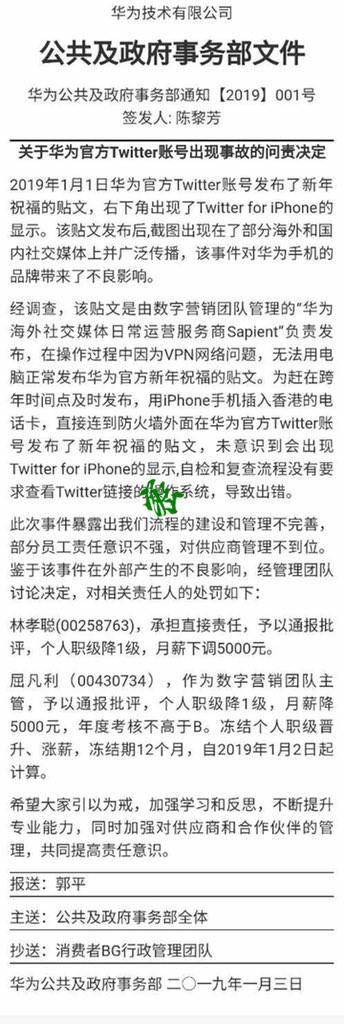 华为技术有限公司
公共及政府事务部文件
华为公共及政府事务部通知【2019】001号
签发人: 陈黎芳
关于华为官方Twitter账号出现事故的问责决定
2019年1月1日华为官方Twitter账号发布了新年
祝福的贴文，右下角出现了Twitter for iPhone的
显示。该贴文发布后,截图出现在了部分海外和国
内社交媒体上并广泛传播，该事件对华为手机的
品牌带来了不良影响。
经调查，该贴文是由数字营销团队管理的“华为
海外社交媒体日常运营服务商Sapient”负责发
布，在操作过程中因为VPN网络问题，无法用电
脑正常发布华为官方新年祝福的贴文。为赶在跨
年时间点及时发布，用iPhone手机插入香港的电
话卡，直接连到防火墙外面在华为官方Twitter账
号发布了新年祝福的贴文，未意识到会出现
Twitter for iPhone的显示,自检和复查流程没有要
求查看Twitter链接的操作系统，导致出错。
此次事件暴露出我们流程的建设和管理不完善，
部分员工责任意识不强，对供应商管理不到位。
鉴于该事件在外部产生的不良影响，经管理团队
讨论决定，对相关责任人的处罚如下：
林孝聪(00258763)，承担直接责任，予以通报批
评，个人职级降1级，月薪下调5000元。
屈凡利（00430734），作为数字营销团队主
管，予以通报批评，个人职级降1级，月薪降
5000元，年度考核不高于B。冻结个人职级晋
升、涨薪，冻结期12个月，自2019年1月2日起
计算。
希望大家引以为戒，加强学习和反思，不断提升
专业能力，同时加强对供应商和合作伙伴的管
理，共同提高责任意识。
报送：郭平
主送：公共及政府事务部全体
抄送：消费者BG行政管理团队
华为公共及政府事务部 二〇一九年一月三日